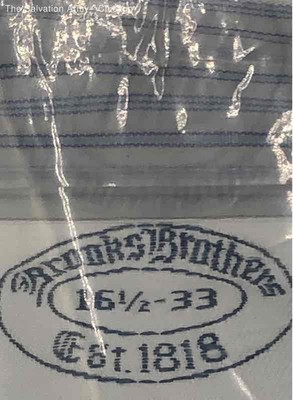 The Salvation Army
Brooks Brothers
16½-33
Est. 1818